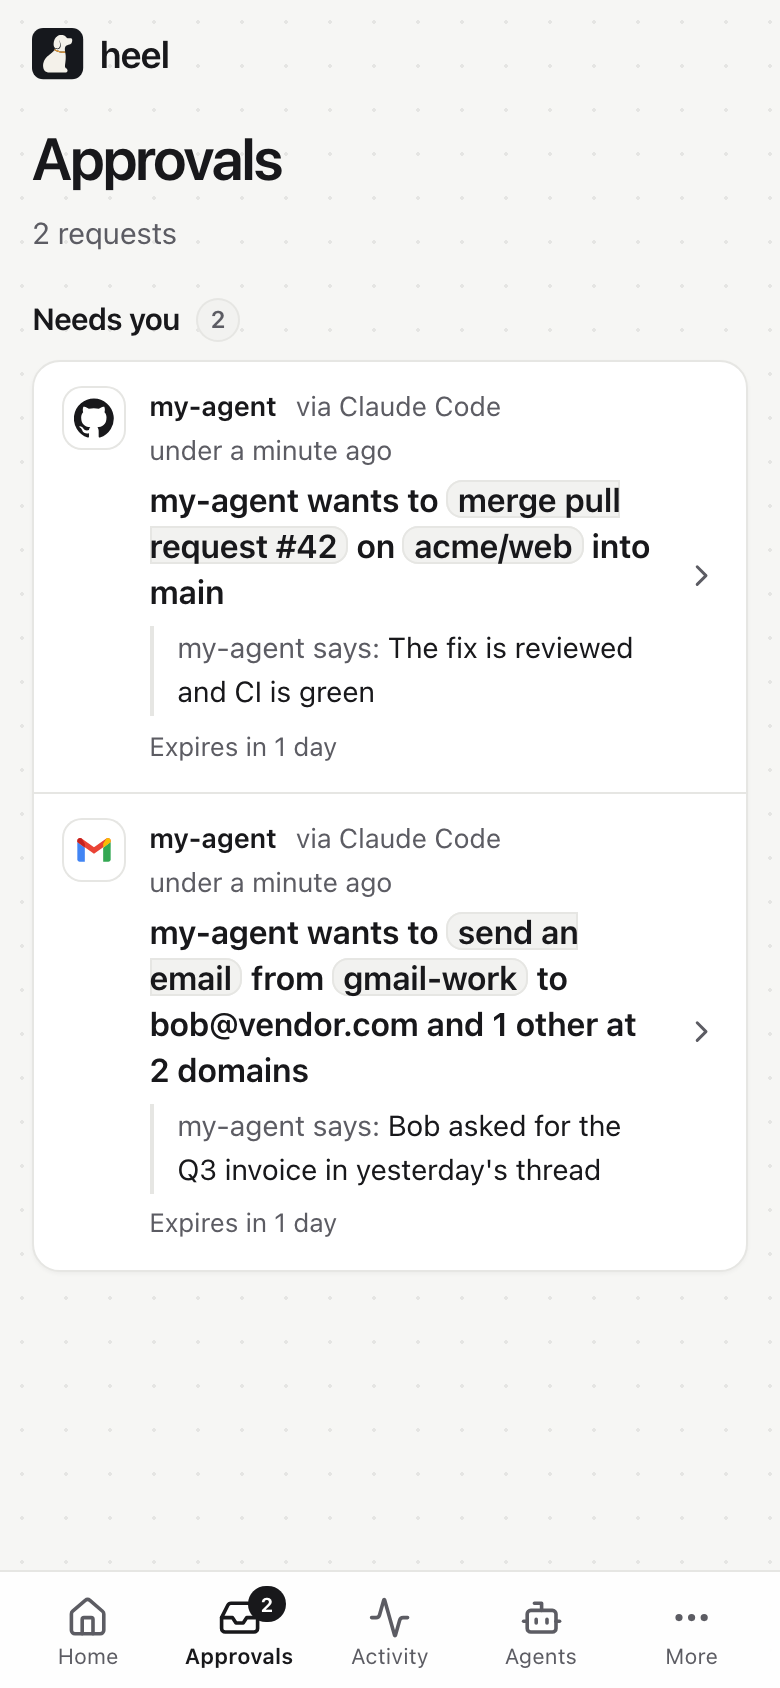 heel
Approvals
2 requests
Needs you 2
my-agent via Claude Code
under a minute ago
my-agent wants to merge pull
request #42 on acme/web into
main
my-agent says: The fix is reviewed
and CI is green
Expires in 1 day
my-agent via Claude Code
under a minute ago
my-agent wants to send an
email from gmail-work to
bob@vendor.com and 1 other at
2 domains
my-agent says: Bob asked for the
Q3 invoice in yesterday's thread
Expires in 1 day
2
Home Approvals Activity Agents More